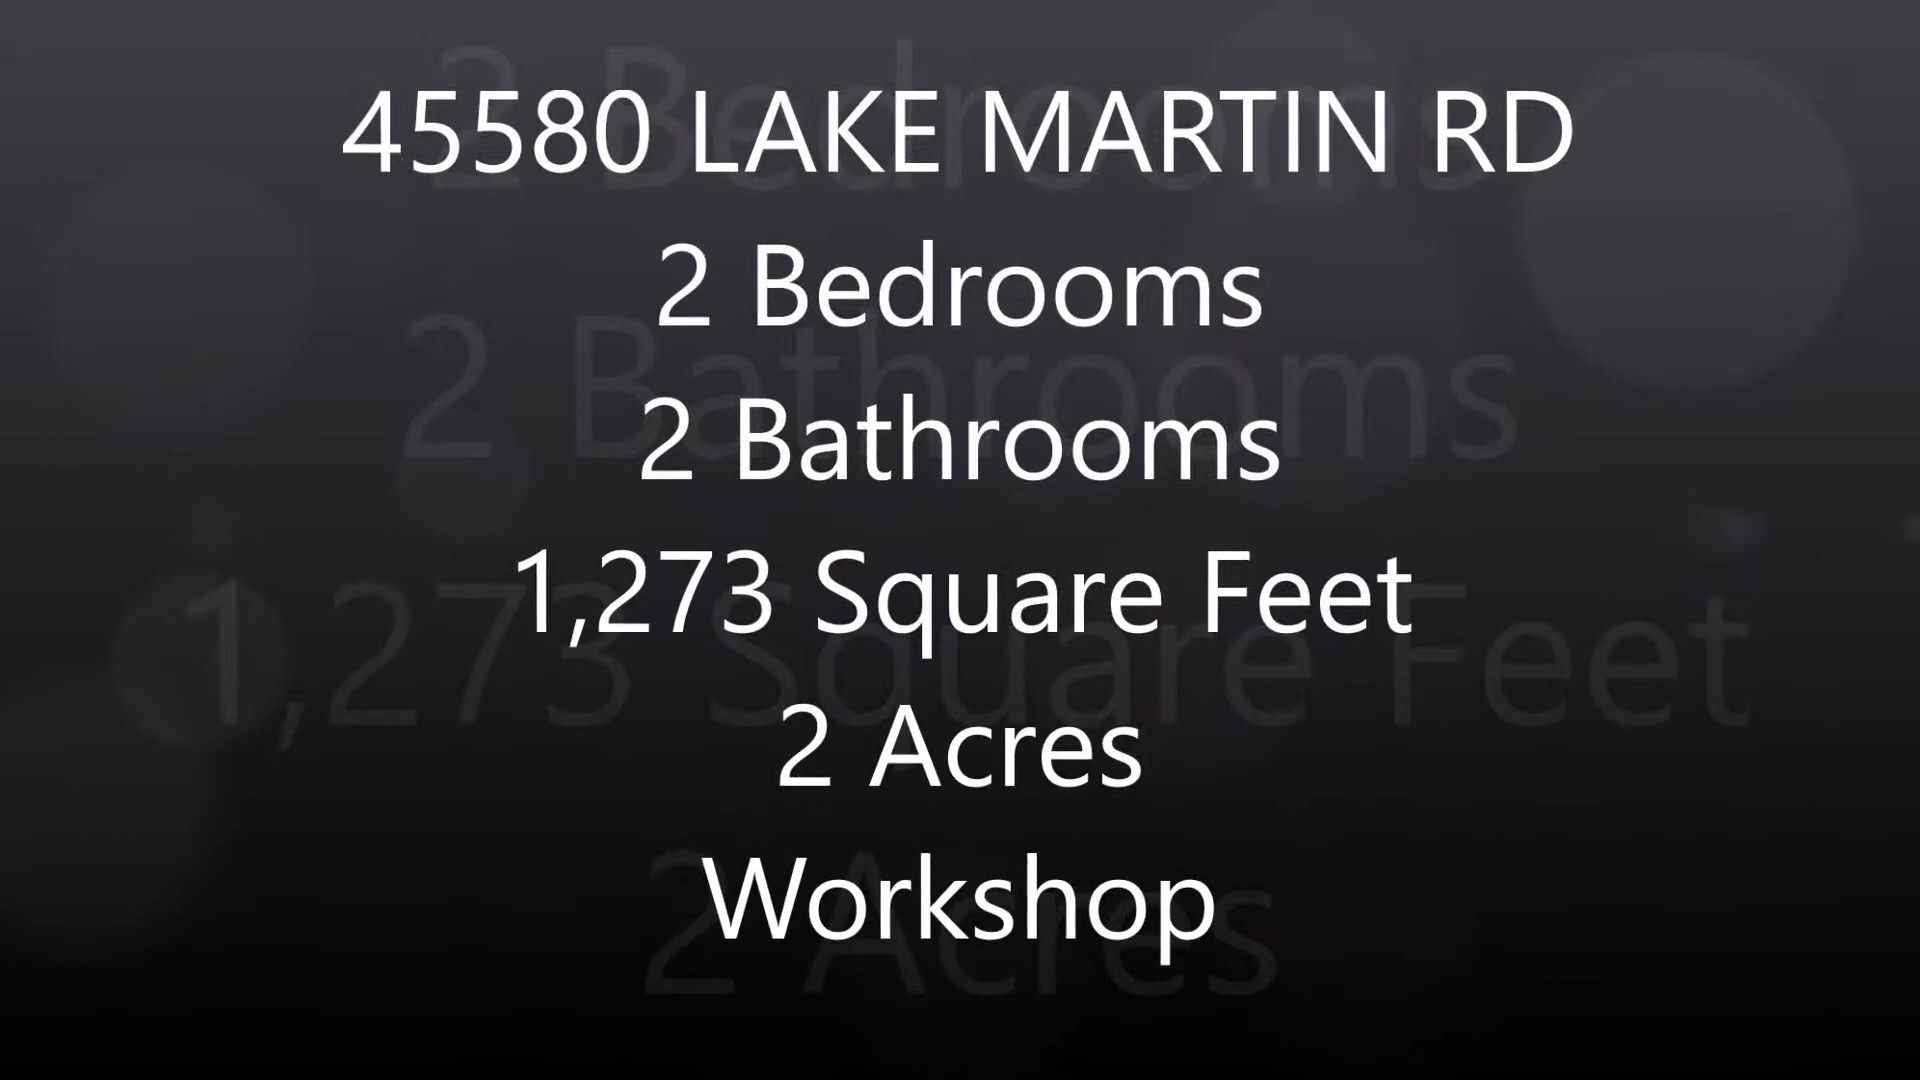 45580 LAKE MARTIN RD
2 Bedrooms
2 Bathrooms
1,273 Square Feet
2 Acres
Workshop